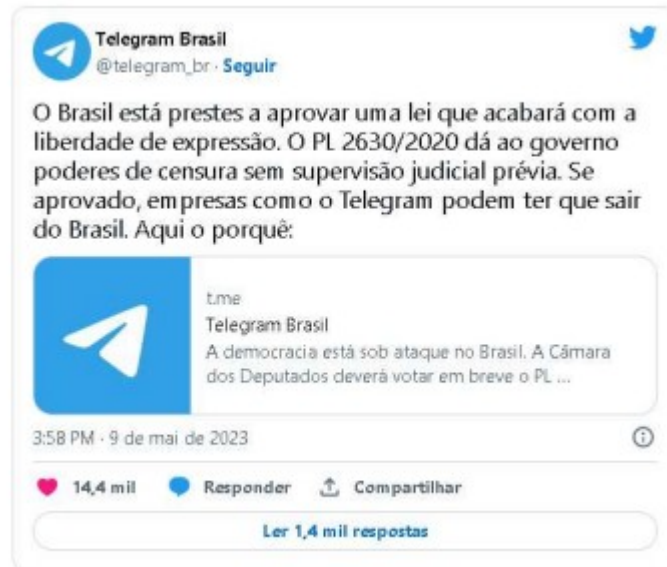 Telegram Brasil
@telegram_br · Seguir
O Brasil está prestes a aprovar uma lei que acabará com a
liberdade de expressão. O PL 2630/2020 dá ao governo
poderes de censura sem supervisão judicial prévia. Se
aprovado, empresas como o Telegram podem ter que sair
do Brasil. Aqui o porquê:
t.me
Telegram Brasil
A democracia está sob ataque no Brasil. A Câmara
dos Deputados deverá votar em breve o PL ...
3:58 PM · 9 de mai de 2023
14,4 mil Responder Compartilhar
Ler 1,4 mil respostas